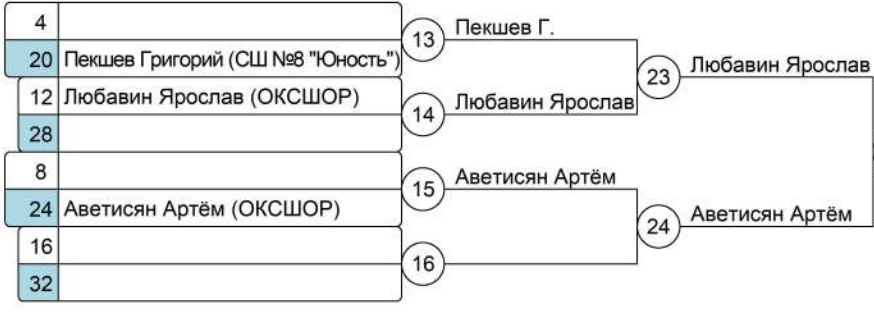 4
13
Пекшев Г.
20 Пекшев Григорий (СШ №8 "Юность")
23
Любавин Ярослав
12 Любавин Ярослав (ОКСШОР)
14
Любавин Ярослав
28
8
15
Аветисян Артём
24 Аветисян Артём (ОКСШОР)
24
Аветисян Артём
16
16
32